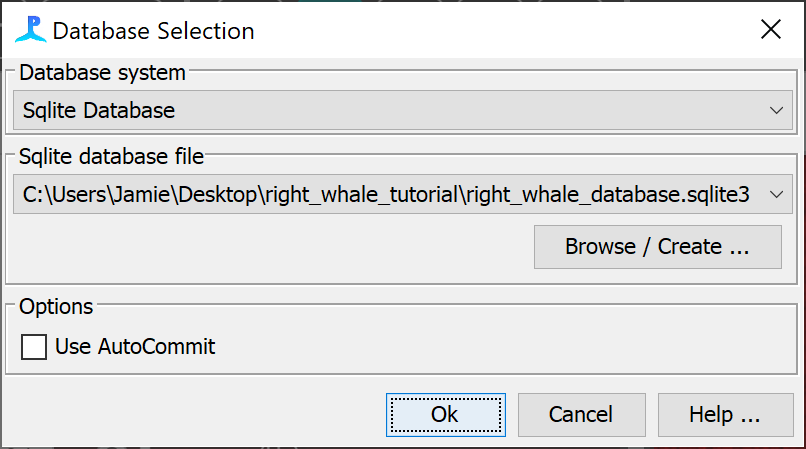 Database Selection
Database system
Sqlite Database
Sqlite database file
C:\Users\Jamie\Desktop\right_whale_tutorial\right_whale_database.sqlite3
Browse / Create ...
Options
Use AutoCommit
Ok Cancel Help ...